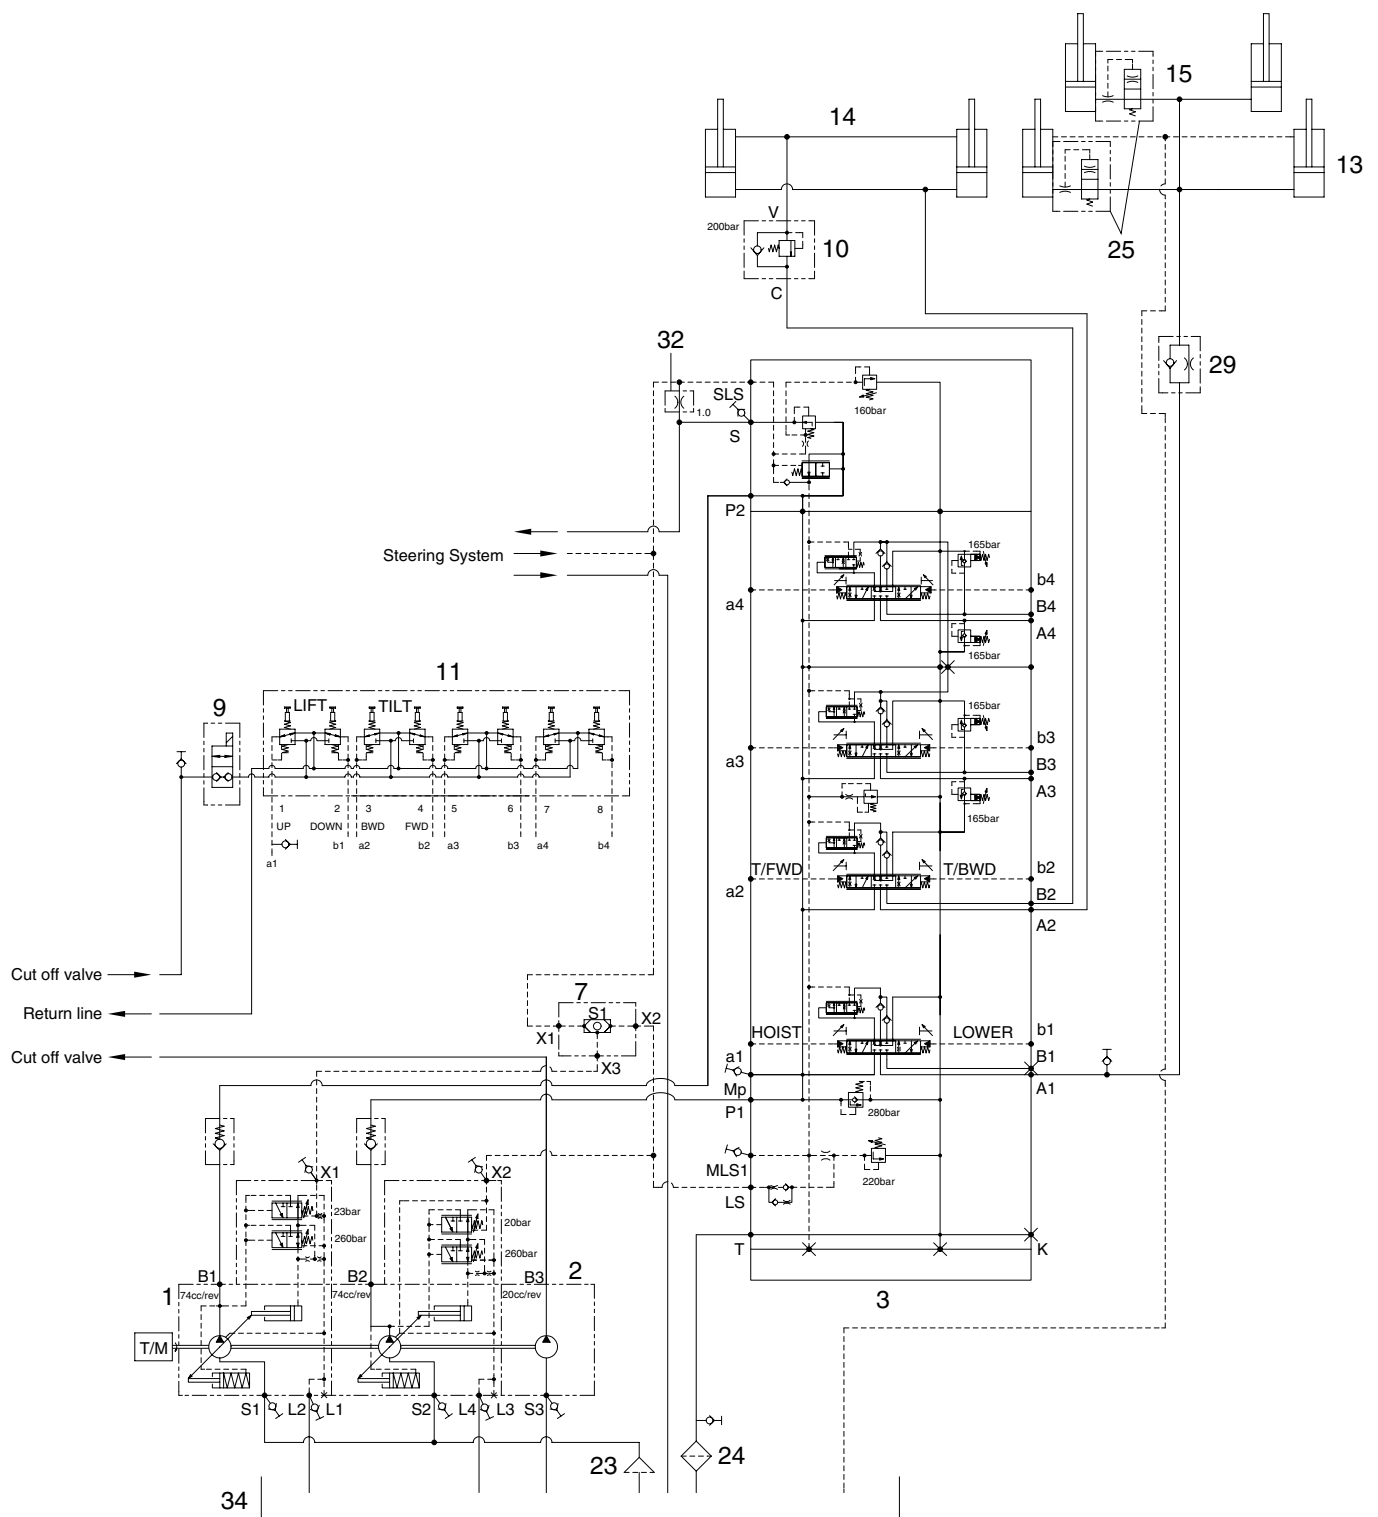 15
14
13
V
200bar
10
25
C
32
29
SLS
1.0
160bar
S
P2
Steering System
165bar
b4
a4
B4
A4
165bar
11
9
LIFT
TILT
165bar
b3
a3
B3
A3
165bar
1 2 3 4 5 6 7 8
UP DOWN BWD FWD
a1 b1 a2 b2 a3 b3 a4 b4
T/FWD
T/BWD
b2
a2
B2
A2
Cut off valve
Return line
Cut off valve
7
S1
X2
X1
X3
HOIST
LOWER
b1
a1
B1
Mp
A1
P1
280bar
MLS1
220bar
LS
X1
X2
23bar
20bar
260bar
260bar
T
K
B1
B2
B3
2
1
74cc/rev
74cc/rev
20cc/rev
3
T/M
S1 L2 L1 S2 L4 L3 S3
23
24
34